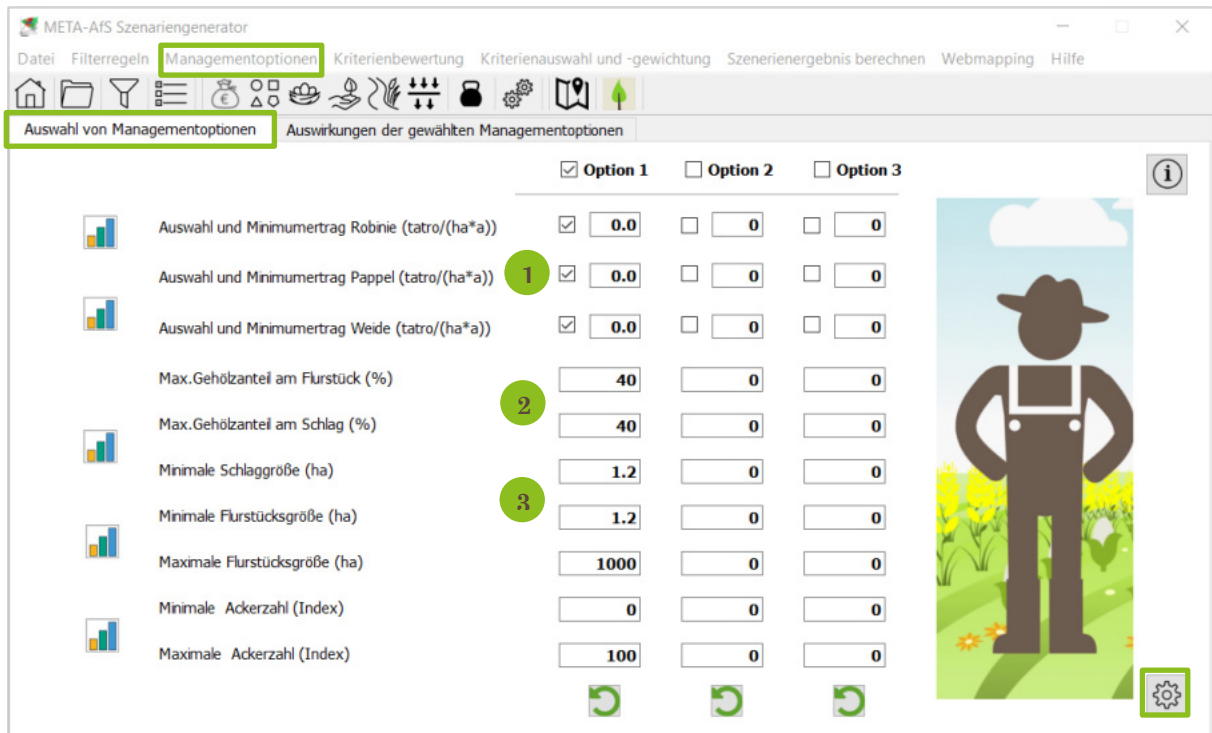 META-AfS Szenariengenerator
Datei Filterregeln Managementoptionen Kriterienbewertung Kriterienauswahl und -gewichtung Szenerienergebnis berechnen Webmapping Hilfe
Auswahl von Managementoptionen Auswirkungen der gewählten Managementoptionen
Option 1 Option 2 Option 3
i
Auswahl und Minimumertrag Robinie (tatro/(ha*a)) 0.0 0 0
Auswahl und Minimumertrag Pappel (tatro/(ha*a)) 1 0.0 0 0
Auswahl und Minimumertrag Weide (tatro/(ha*a)) 0.0 0 0
Max.Gehölzanteil am Flurstück (%) 40 0 0
2
Max.Gehölzanteil am Schlag (%) 40 0 0
Minimale Schlaggröße (ha) 1.2 0 0
3
Minimale Flurstücksgröße (ha) 1.2 0 0
Maximale Flurstücksgröße (ha) 1000 0 0
Minimale Ackerzahl (Index) 0 0 0
Maximale Ackerzahl (Index) 100 0 0